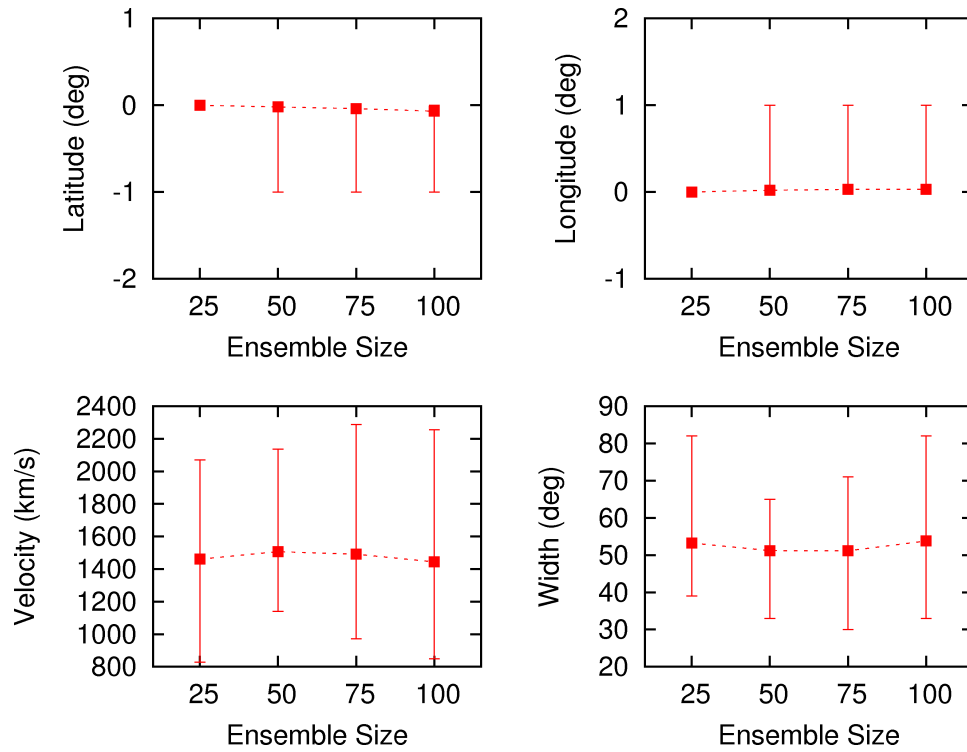 1
0
-1
-2
Latitude (deg)
25 50 75 100
Ensemble Size
2
1
0
-1
Longitude (deg)
25 50 75 100
Ensemble Size
2400
2200
2000
1800
1600
1400
1200
1000
800
Velocity (km/s)
25 50 75 100
Ensemble Size
90
80
70
60
50
40
30
20
Width (deg)
25 50 75 100
Ensemble Size